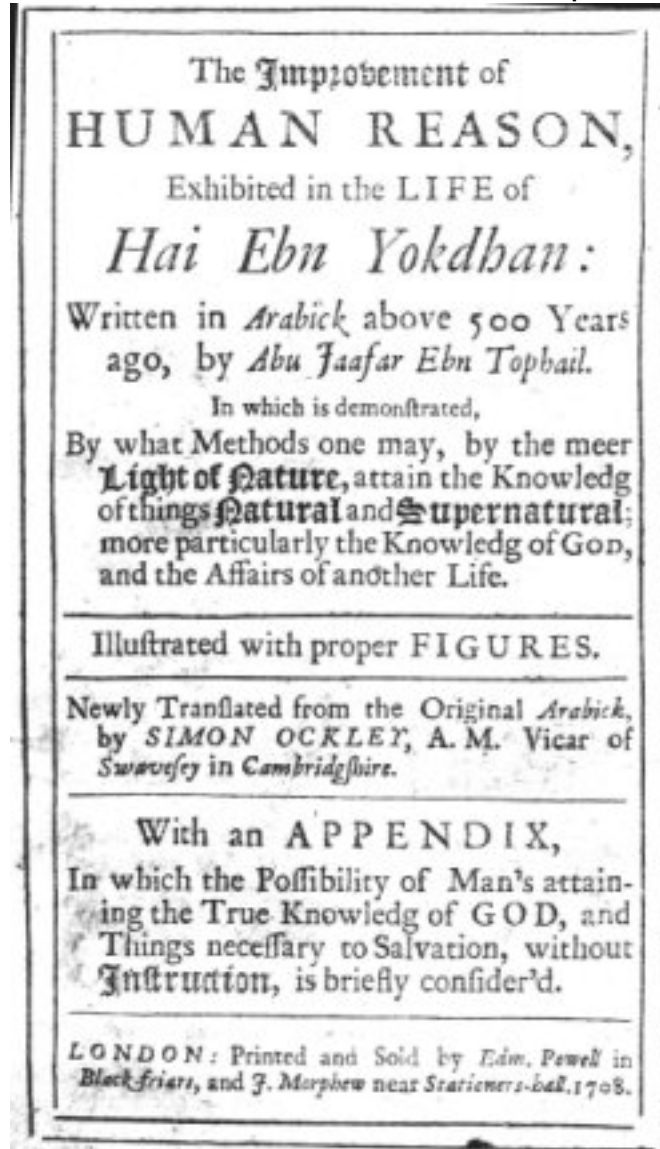 The Improvement of
HUMAN REASON,
Exhibited in the LIFE of
Hai Ebn Yokdhan:
Written in Arabick above 500 Years
ago, by Abu Jaafar Ebn Tophail.
In which is demonſtrated,
By what Methods one may, by the meer
Light of Nature, attain the Knowledg
of things Natural and Supernatural;
more particularly the Knowledg of GOD,
and the Affairs of another Life.
Illuſtrated with proper FIGURES.
Newly Tranſlated from the Original Arabick,
by SIMON OCKLEY, A. M. Vicar of
Swaveſey in Cambridgſhire.
With an APPENDIX,
In which the Poſſibility of Man's attain-
ing the True Knowledg of GOD, and
Things neceſſary to Salvation, without
Inſtruction, is briefly conſider'd.
LONDON: Printed and Sold by Edm. Powell in
Black-friars, and J. Morphew near Stationers-hall. 1708.